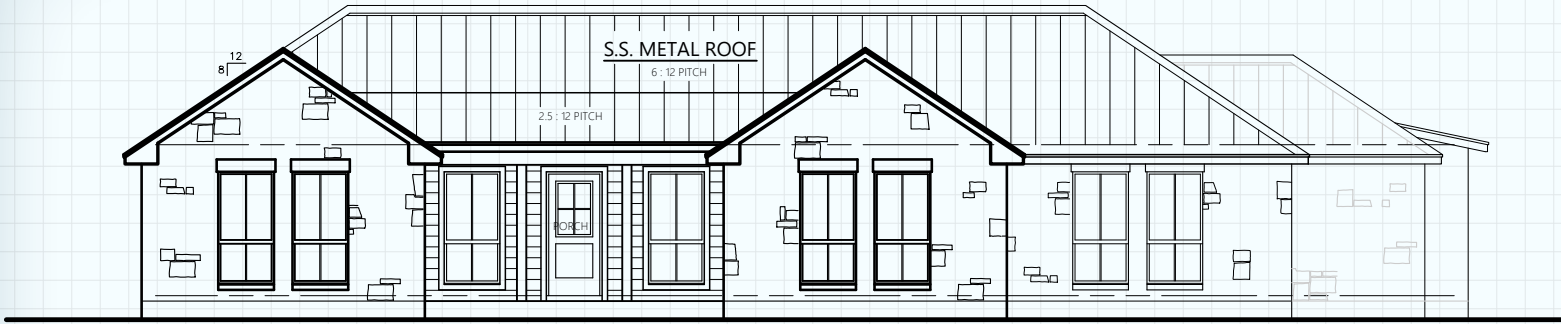 S.S. METAL ROOF
6 : 12 PITCH
12
8
2.5 : 12 PITCH
PORCH